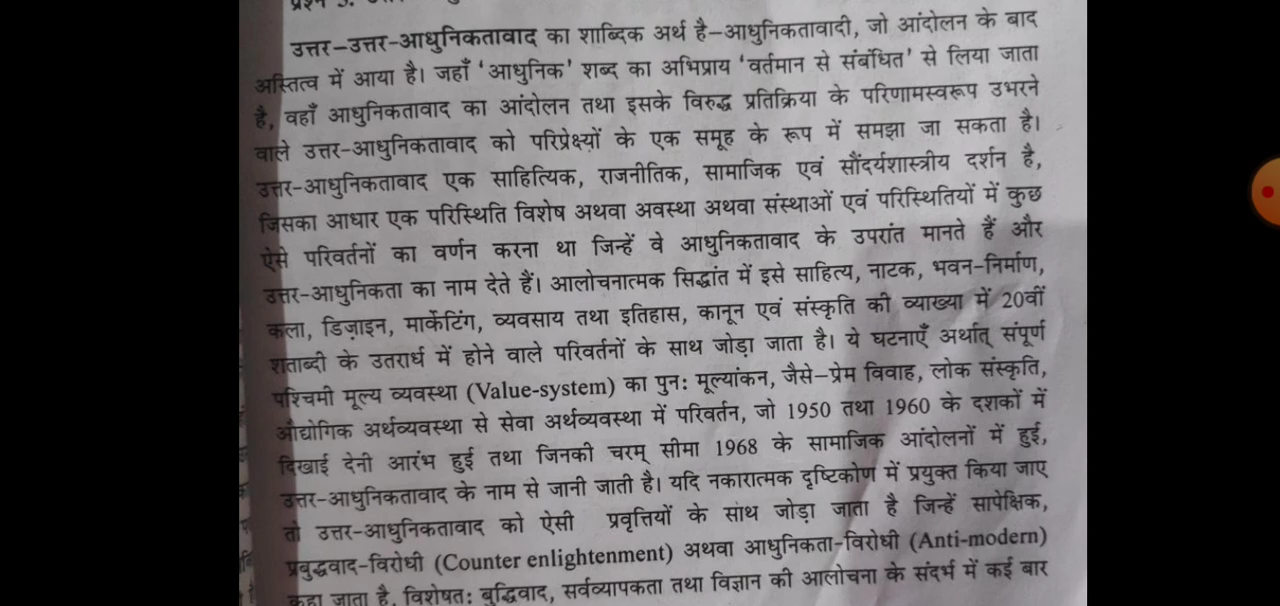 उत्तर–उत्तर-आधुनिकतावाद का शाब्दिक अर्थ है–आधुनिकतावादी, जो आंदोलन के बाद
अस्तित्व में आया है। जहाँ ‘आधुनिक’ शब्द का अभिप्राय ‘वर्तमान से संबंधित’ से लिया जाता
है, वहाँ आधुनिकतावाद का आंदोलन तथा इसके विरुद्ध प्रतिक्रिया के परिणामस्वरूप उभरने
वाले उत्तर-आधुनिकतावाद को परिप्रेक्ष्यों के एक समूह के रूप में समझा जा सकता है।
उत्तर-आधुनिकतावाद एक साहित्यिक, राजनीतिक, सामाजिक एवं सौंदर्यशास्त्रीय दर्शन है,
जिसका आधार एक परिस्थिति विशेष अथवा अवस्था अथवा संस्थाओं एवं परिस्थितियों में कुछ
ऐसे परिवर्तनों का वर्णन करना था जिन्हें वे आधुनिकतावाद के उपरांत मानते हैं और
उत्तर-आधुनिकता का नाम देते हैं। आलोचनात्मक सिद्धांत में इसे साहित्य, नाटक, भवन-निर्माण,
कला, डिज़ाइन, मार्केटिंग, व्यवसाय तथा इतिहास, कानून एवं संस्कृति की व्याख्या में 20वीं
शताब्दी के उतरार्ध में होने वाले परिवर्तनों के साथ जोड़ा जाता है। ये घटनाएँ अर्थात् संपूर्ण
पश्चिमी मूल्य व्यवस्था (Value-system) का पुन: मूल्यांकन, जैसे–प्रेम विवाह, लोक संस्कृति,
औद्योगिक अर्थव्यवस्था से सेवा अर्थव्यवस्था में परिवर्तन, जो 1950 तथा 1960 के दशकों में
दिखाई देनी आरंभ हुई तथा जिनकी चरम् सीमा 1968 के सामाजिक आंदोलनों में हुई,
उत्तर-आधुनिकतावाद के नाम से जानी जाती है। यदि नकारात्मक दृष्टिकोण में प्रयुक्त किया जाए
तो उत्तर-आधुनिकतावाद को ऐसी प्रवृत्तियों के साथ जोड़ा जाता है जिन्हें सापेक्षिक,
प्रबुद्धवाद-विरोधी (Counter enlightenment) अथवा आधुनिकता-विरोधी (Anti-modern)
कहा जाता है, विशेषत: बुद्धिवाद, सर्वव्यापकता तथा विज्ञान की आलोचना के संदर्भ में कई बार